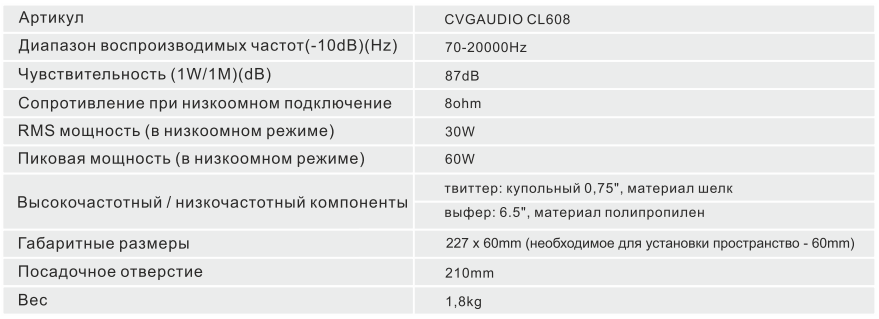 Артикул CVGAUDIO CL608
Диапазон воспроизводимых частот(-10dB)(Hz) 70-20000Hz
Чувствительность (1W/1M)(dB) 87dB
Сопротивление при низкоомном подключение 8ohm
RMS мощность (в низкоомном режиме) 30W
Пиковая мощность (в низкоомном режиме) 60W
Высокочастотный / низкочастотный компоненты
твиттер: купольный 0,75", материал шелк
выфер: 6.5", материал полипропилен
Габаритные размеры 227 x 60mm (необходимое для установки пространство - 60mm)
Посадочное отверстие 210mm
Вес 1,8kg